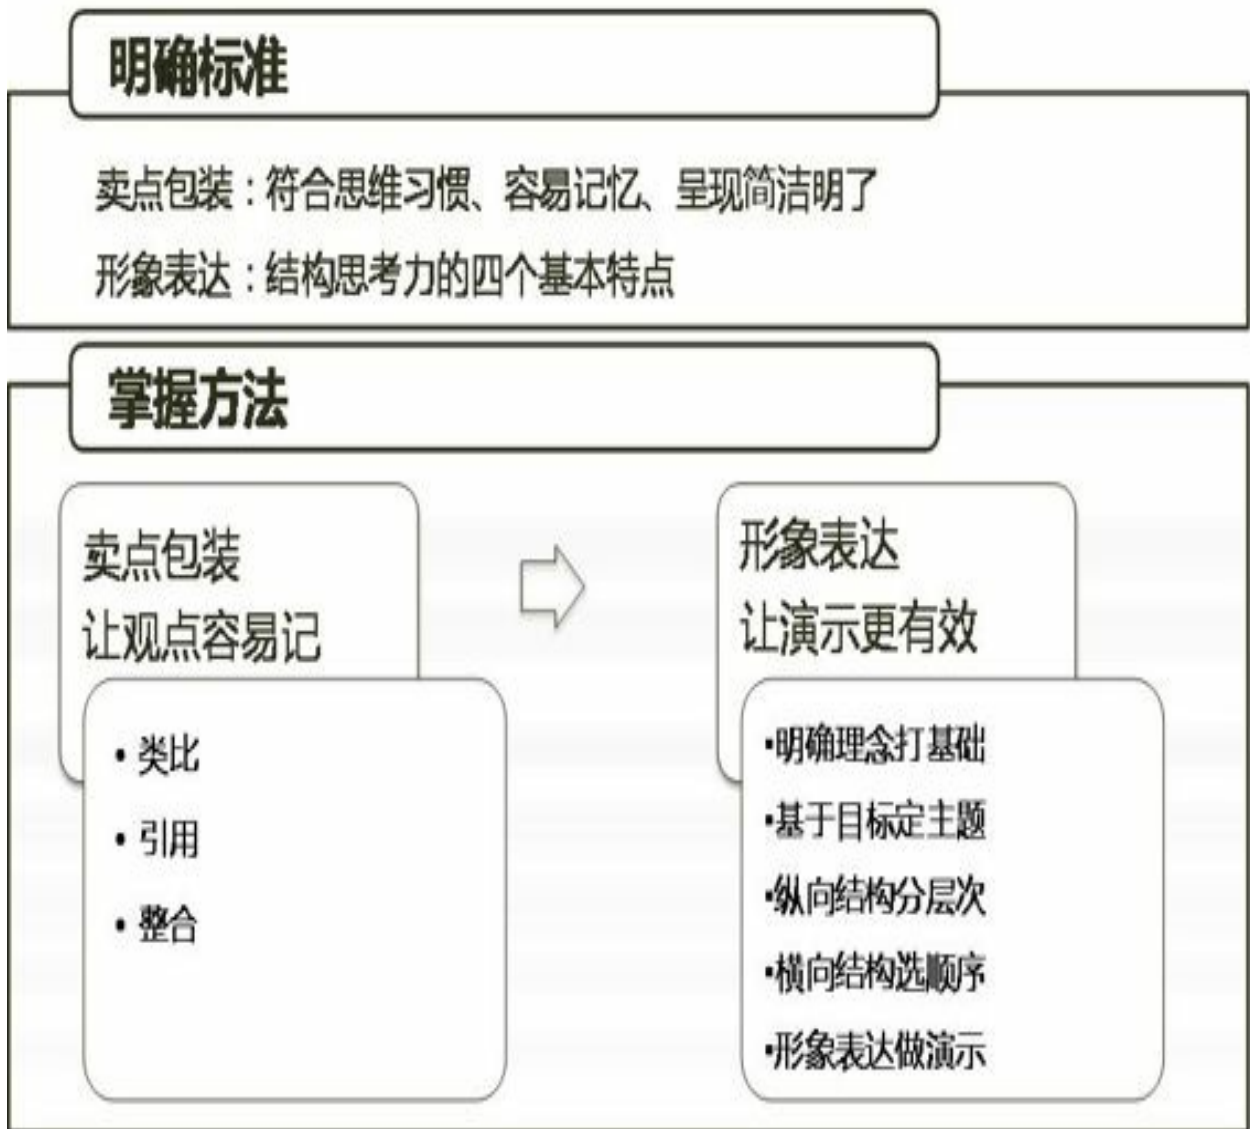 明确标准
卖点包装：符合思维习惯、容易记忆、呈现简洁明了
形象表达：结构思考力的四个基本特点
掌握方法
卖点包装
让观点容易记
• 类比
• 引用
• 整合
形象表达
让演示更有效
▪明确理念打基础
▪基于目标定主题
▪纵向结构分层次
▪横向结构选顺序
▪形象表达做演示